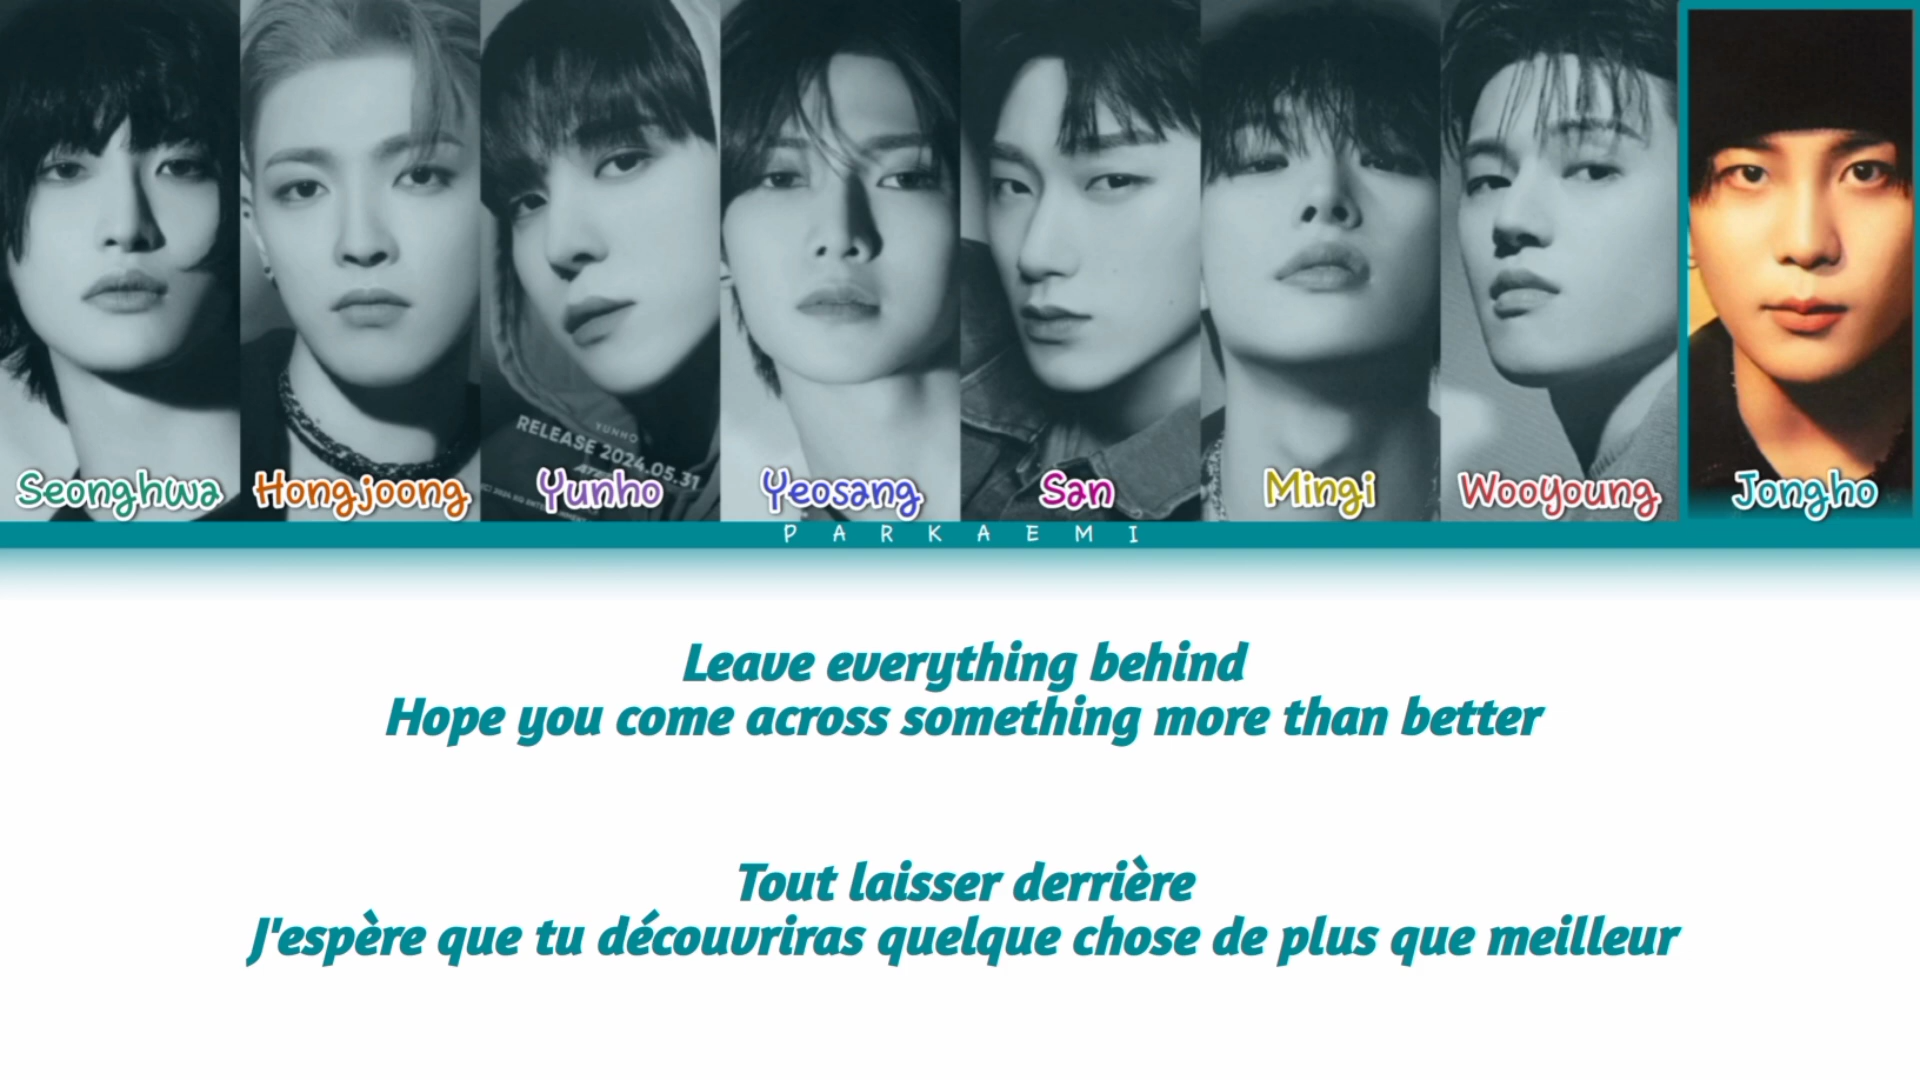 YUNHO
RELEASE 2024.05.31
Seonghwa
Hongjoong
Yunho
Yeosang
San
Mingi
Wooyoung
Jongho
PARKAEMI
Leave everything behind
Hope you come across something more than better
Tout laisser derrière
J'espère que tu découvriras quelque chose de plus que meilleur